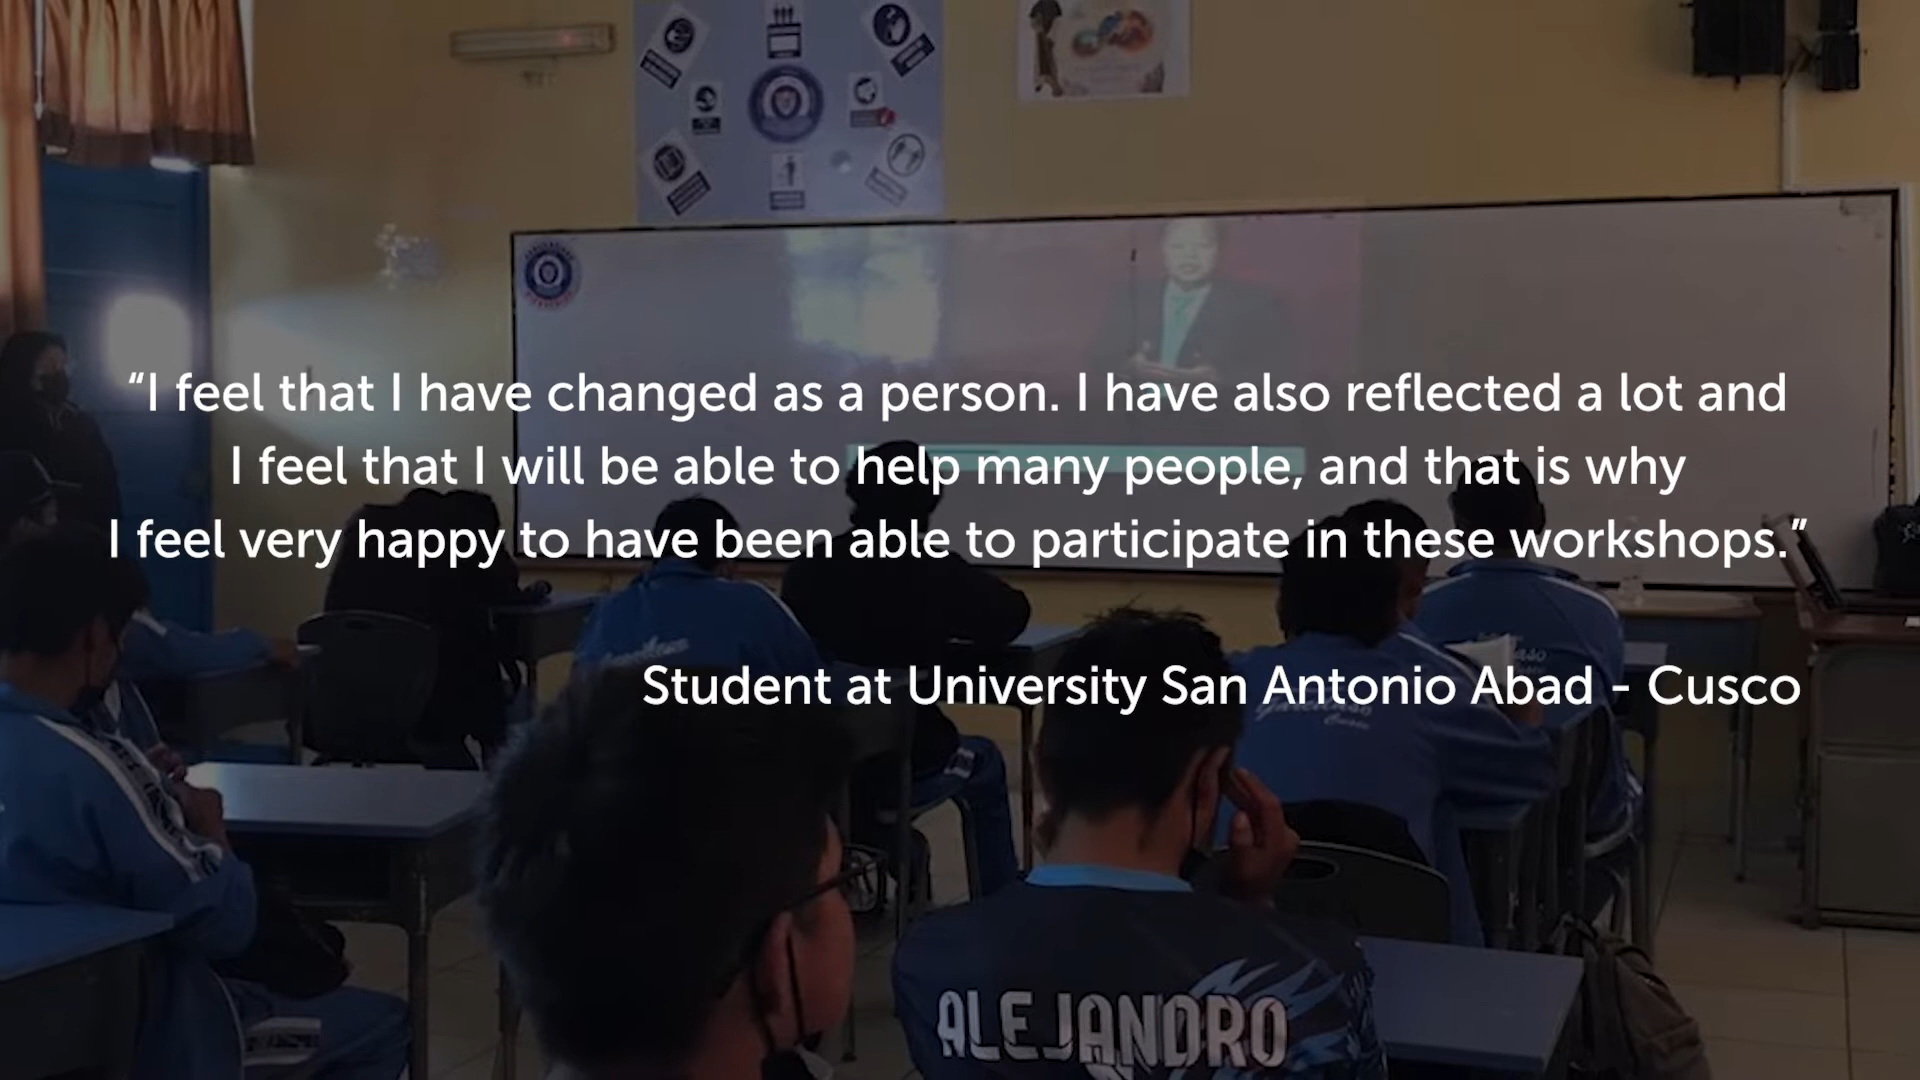 “I feel that I have changed as a person. I have also reflected a lot and
I feel that I will be able to help many people, and that is why
I feel very happy to have been able to participate in these workshops.”
Student at University San Antonio Abad - Cusco
ALEJANDRO